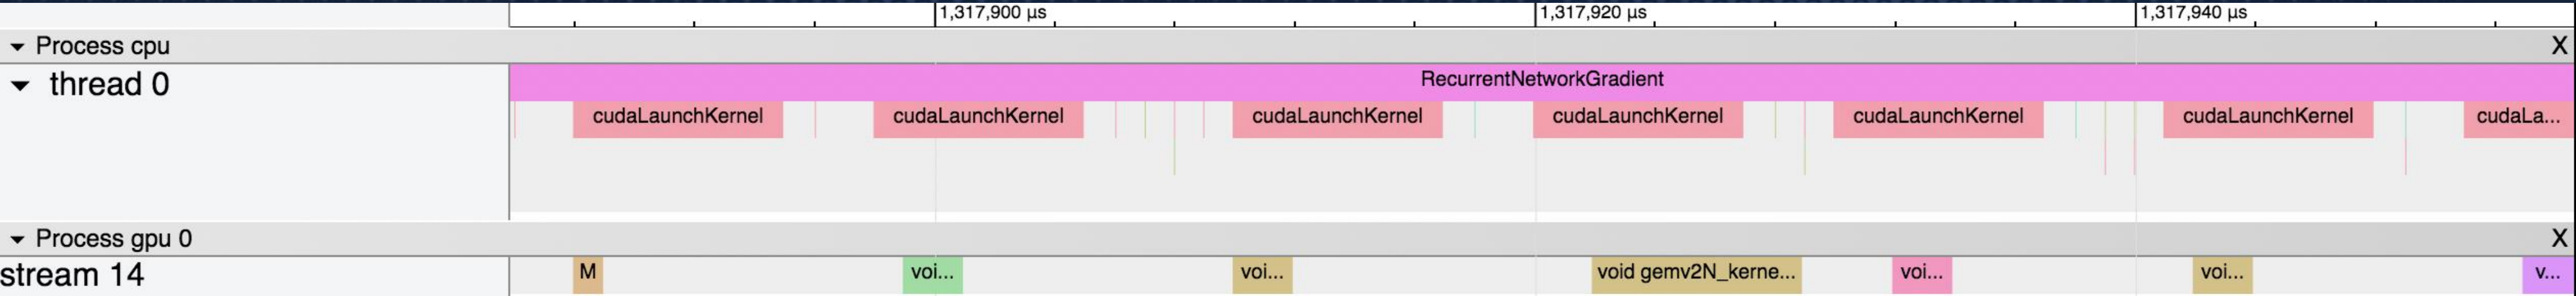 1,317,900 µs 1,317,920 µs 1,317,940 µs
Process cpu X
thread 0 RecurrentNetworkGradient
cudaLaunchKernel cudaLaunchKernel cudaLaunchKernel cudaLaunchKernel cudaLaunchKernel cudaLaunchKernel cudaLa...
Process gpu 0 X
stream 14 M voi... voi... void gemv2N_kerne... voi... voi... v...